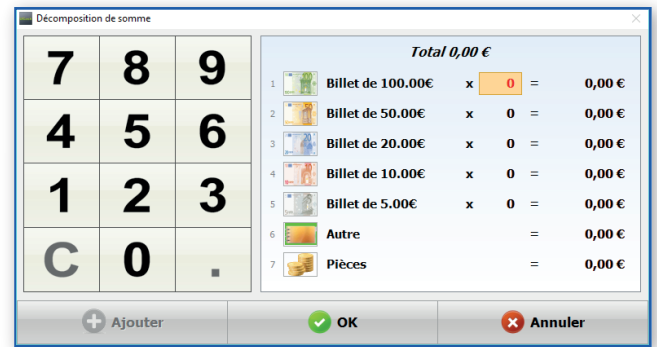 Décomposition de somme
7 8 9
4 5 6
1 2 3
C 0 .
Total 0,00 €
1 Billet de 100.00€ x 0 = 0,00 €
2 Billet de 50.00€ x 0 = 0,00 €
3 Billet de 20.00€ x 0 = 0,00 €
4 Billet de 10.00€ x 0 = 0,00 €
5 Billet de 5.00€ x 0 = 0,00 €
6 Autre = 0,00 €
7 Pièces = 0,00 €
Ajouter OK Annuler